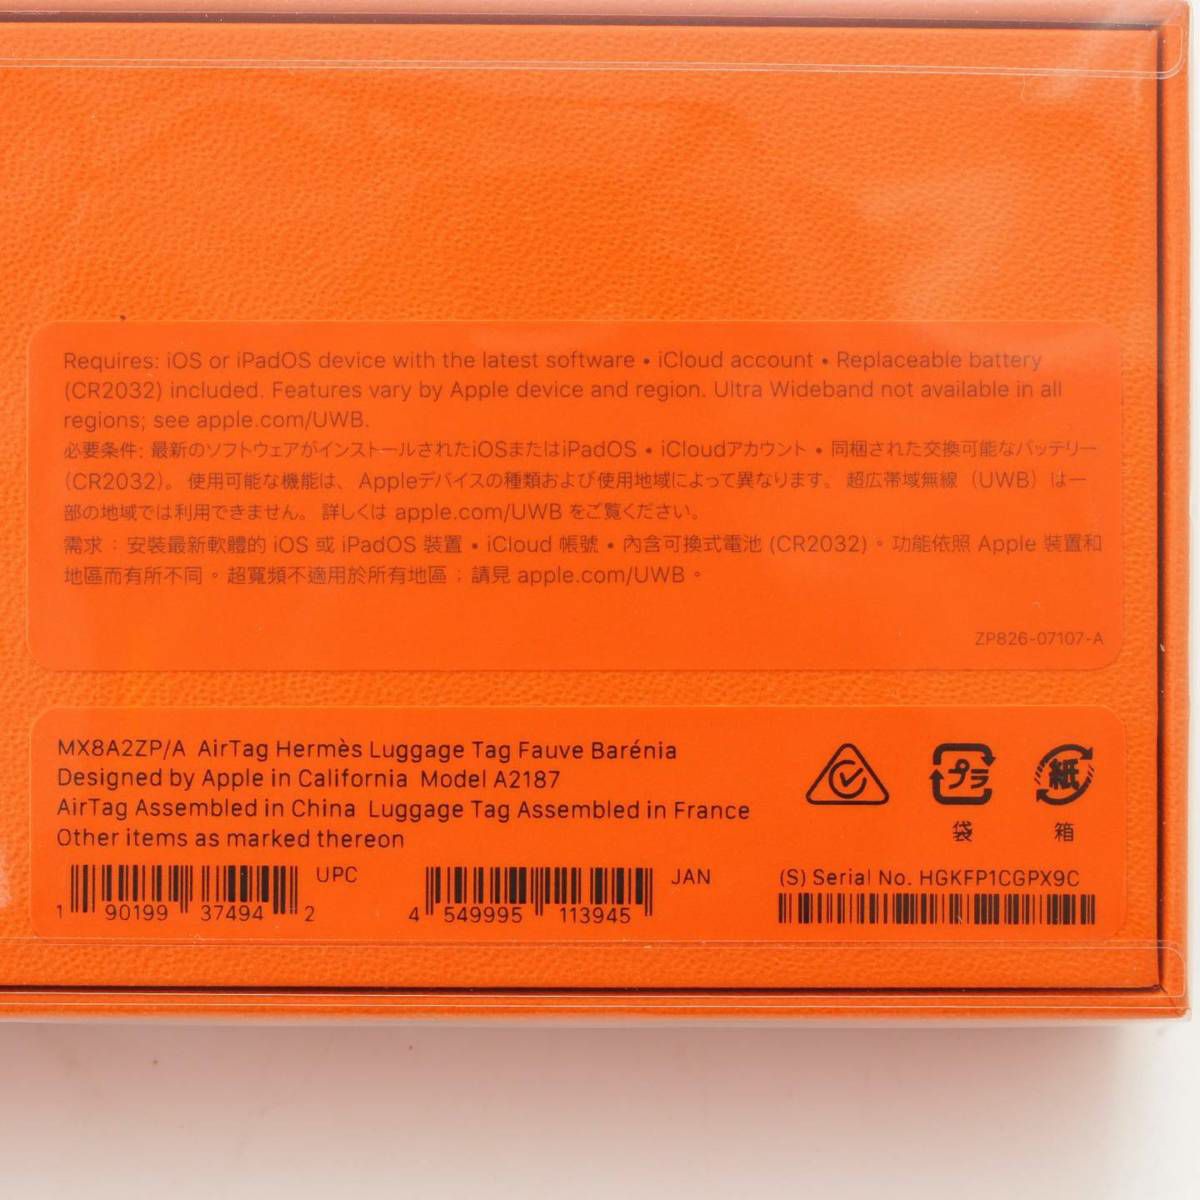 Requires: iOS or iPadOS device with the latest software • iCloud account • Replaceable battery
(CR2032) included. Features vary by Apple device and region. Ultra Wideband not available in all
regions; see apple.com/UWB.
必要条件: 最新のソフトウェアがインストールされたiOSまたはiPadOS • iCloudアカウント • 同梱された交換可能なバッテリー
(CR2032)。 使用可能な機能は、 Appleデバイスの種類および使用地域によって異なります。 超広帯域無線（UWB）は一
部の地域では利用できません。 詳しくは apple.com/UWB をご覧ください。
需求：安裝最新軟體的 iOS 或 iPadOS 裝置 • iCloud 帳號 • 內含可換式電池 (CR2032)。功能依照 Apple 裝置和
地區而有所不同。超寬頻不適用於所有地區；請見 apple.com/UWB。
ZP826-07107-A
MX8A2ZP/A AirTag Hermès Luggage Tag Fauve Barénia
Designed by Apple in California Model A2187
AirTag Assembled in China Luggage Tag Assembled in France
Other items as marked thereon
プラ
袋
紙
箱
UPC
1 90199 37494 2
JAN
4 549995 113945
(S) Serial No. HGKFP1CGPX9C